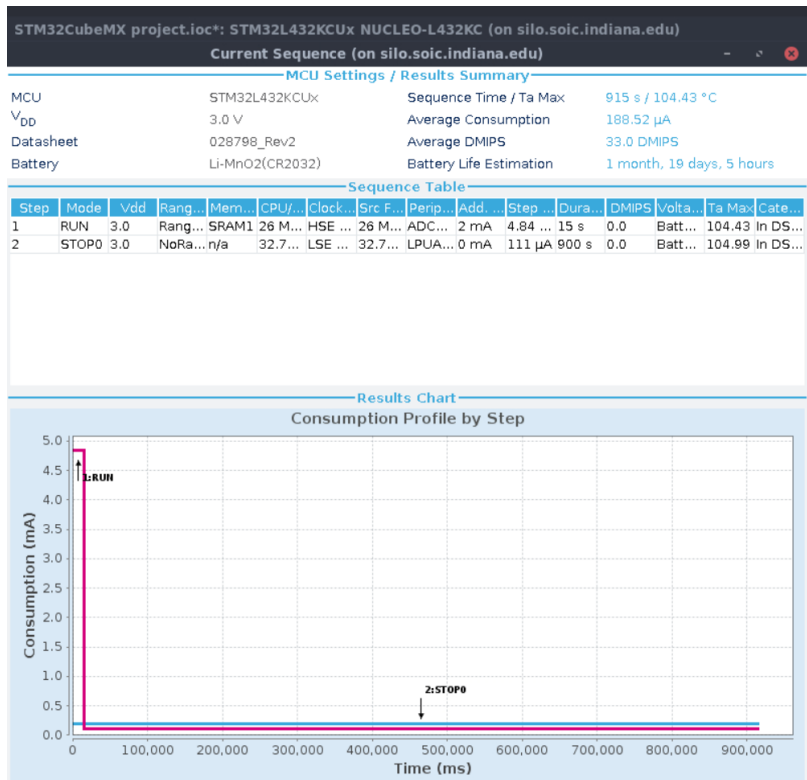 STM32CubeMX project.ioc*: STM32L432KCUx NUCLEO-L432KC (on silo.soic.indiana.edu)
Current Sequence (on silo.soic.indiana.edu)
MCU Settings / Results Summary
MCU STM32L432KCUx Sequence Time / Ta Max 915 s / 104.43 °C
VDD 3.0 V Average Consumption 188.52 µA
Datasheet 028798_Rev2 Average DMIPS 33.0 DMIPS
Battery Li-MnO2(CR2032) Battery Life Estimation 1 month, 19 days, 5 hours
Sequence Table
Step Mode Vdd Rang... Mem... CPU/... Clock... Src F... Perip... Add. ... Step ... Dura... DMIPS Volta... Ta Max Cate...
1 RUN 3.0 Rang... SRAM1 26 M... HSE ... 26 M... ADC... 2 mA 4.84 ... 15 s 0.0 Batt... 104.43 In DS...
2 STOP0 3.0 NoRa... n/a 32.7... LSE ... 32.7... LPUA... 0 mA 111 µA 900 s 0.0 Batt... 104.99 In DS...
Results Chart
Consumption Profile by Step
Consumption (mA)
5.0
4.5
4.0
3.5
3.0
2.5
2.0
1.5
1.0
0.5
0.0
1:RUN
2:STOP0
0 100,000 200,000 300,000 400,000 500,000 600,000 700,000 800,000 900,000
Time (ms)